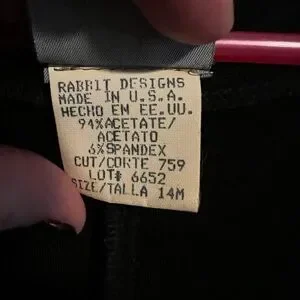 RABBIT DESIGNS
MADE IN U.S.A.
HECHO EN EE.UU.
94%ACETATE/
ACETATO
6%SPANDEX
CUT/CORTE 759
LOT# 6652
SIZE/TALLA 14M